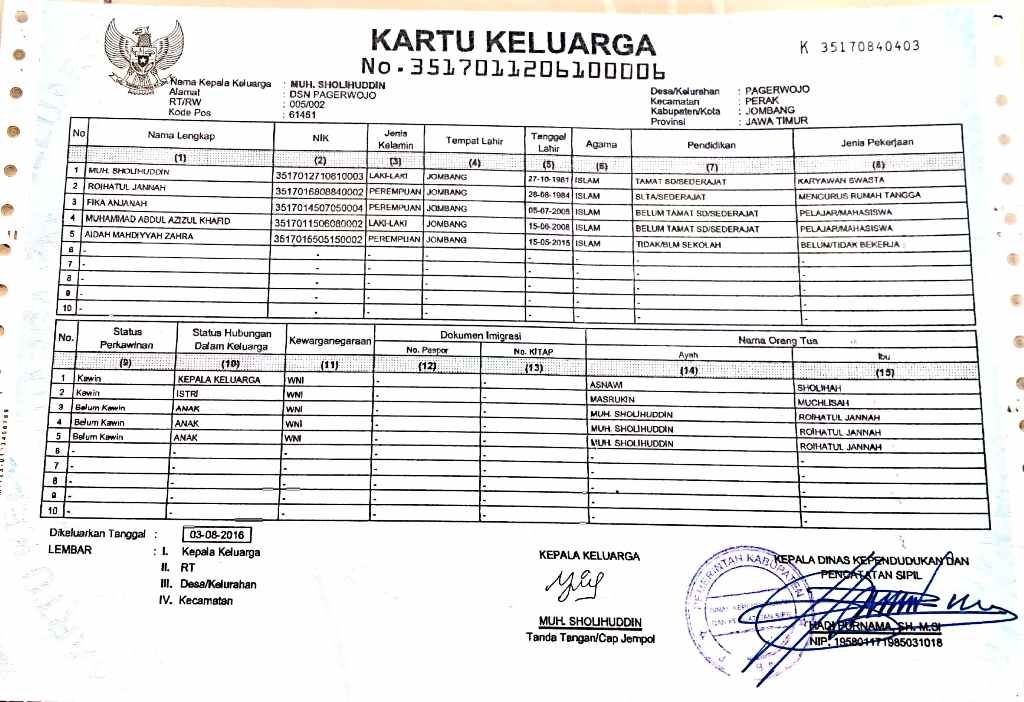 KARTU KELUARGA
No. 3517011206100006
K 35170840403
Nama Kepala Keluarga : MUH. SHOLIHUDDIN
Alamat : DSN PAGERWOJO
RT/RW : 005/002
Kode Pos : 61461
Desa/Kelurahan : PAGERWOJO
Kecamatan : PERAK
Kabupaten/Kota : JOMBANG
Provinsi : JAWA TIMUR
No Nama Lengkap NIK Jenis Kelamin Tempat Lahir Tanggal Lahir Agama Pendidikan Jenis Pekerjaan
(1) (2) (3) (4) (5) (6) (7) (8)
1 MUH. SHOLIHUDDIN 3517012710810003 LAKI-LAKI JOMBANG 27-10-1981 ISLAM TAMAT SD/SEDERAJAT KARYAWAN SWASTA
2 ROIHATUL JANNAH 3517016808840002 PEREMPUAN JOMBANG 28-08-1984 ISLAM SLTA/SEDERAJAT MENGURUS RUMAH TANGGA
3 FIKA ANJANAH 3517014507050004 PEREMPUAN JOMBANG 05-07-2005 ISLAM BELUM TAMAT SD/SEDERAJAT PELAJAR/MAHASISWA
4 MUHAMMAD ABDUL AZIZUL KHAFID 3517011506080002 LAKI-LAKI JOMBANG 15-06-2008 ISLAM BELUM TAMAT SD/SEDERAJAT PELAJAR/MAHASISWA
5 AIDAH MAHDIYYAH ZAHRA 3517015505150002 PEREMPUAN JOMBANG 15-05-2015 ISLAM TIDAK/BLM SEKOLAH BELUM/TIDAK BEKERJA
6 - - - - - - - -
7 - - - - - - - -
8 - - - - - - - -
9 - - - - - - - -
10 - - - - - - - -
No. Status Perkawinan Status Hubungan Dalam Keluarga Kewarganegaraan Dokumen Imigrasi Nama Orang Tua
No. Paspor No. KITAP Ayah Ibu
(9) (10) (11) (12) (13) (14) (15)
1 Kawin KEPALA KELUARGA WNI - - ASNAWI SHOLIHAH
2 Kawin ISTRI WNI - - MASRUKIN MUCHLISAH
3 Belum Kawin ANAK WNI - - MUH. SHOLIHUDDIN ROIHATUL JANNAH
4 Belum Kawin ANAK WNI - - MUH. SHOLIHUDDIN ROIHATUL JANNAH
5 Belum Kawin ANAK WNI - - MUH. SHOLIHUDDIN ROIHATUL JANNAH
6 - - - - - - -
7 - - - - - - -
8 - - - - - - -
9 - - - - - - -
10 - - - - - - -
Dikeluarkan Tanggal : 03-08-2016
LEMBAR : I. Kepala Keluarga
II. RT
III. Desa/Kelurahan
IV. Kecamatan
KEPALA KELUARGA
MUH. SHOLIHUDDIN
Tanda Tangan/Cap Jempol
KEPALA DINAS KEPENDUDUKAN DAN
PENCATATAN SIPIL
PEMERINTAH KABUPATEN
HADI PURNAMA, SH. M.SI
NIP. 195801171985031018